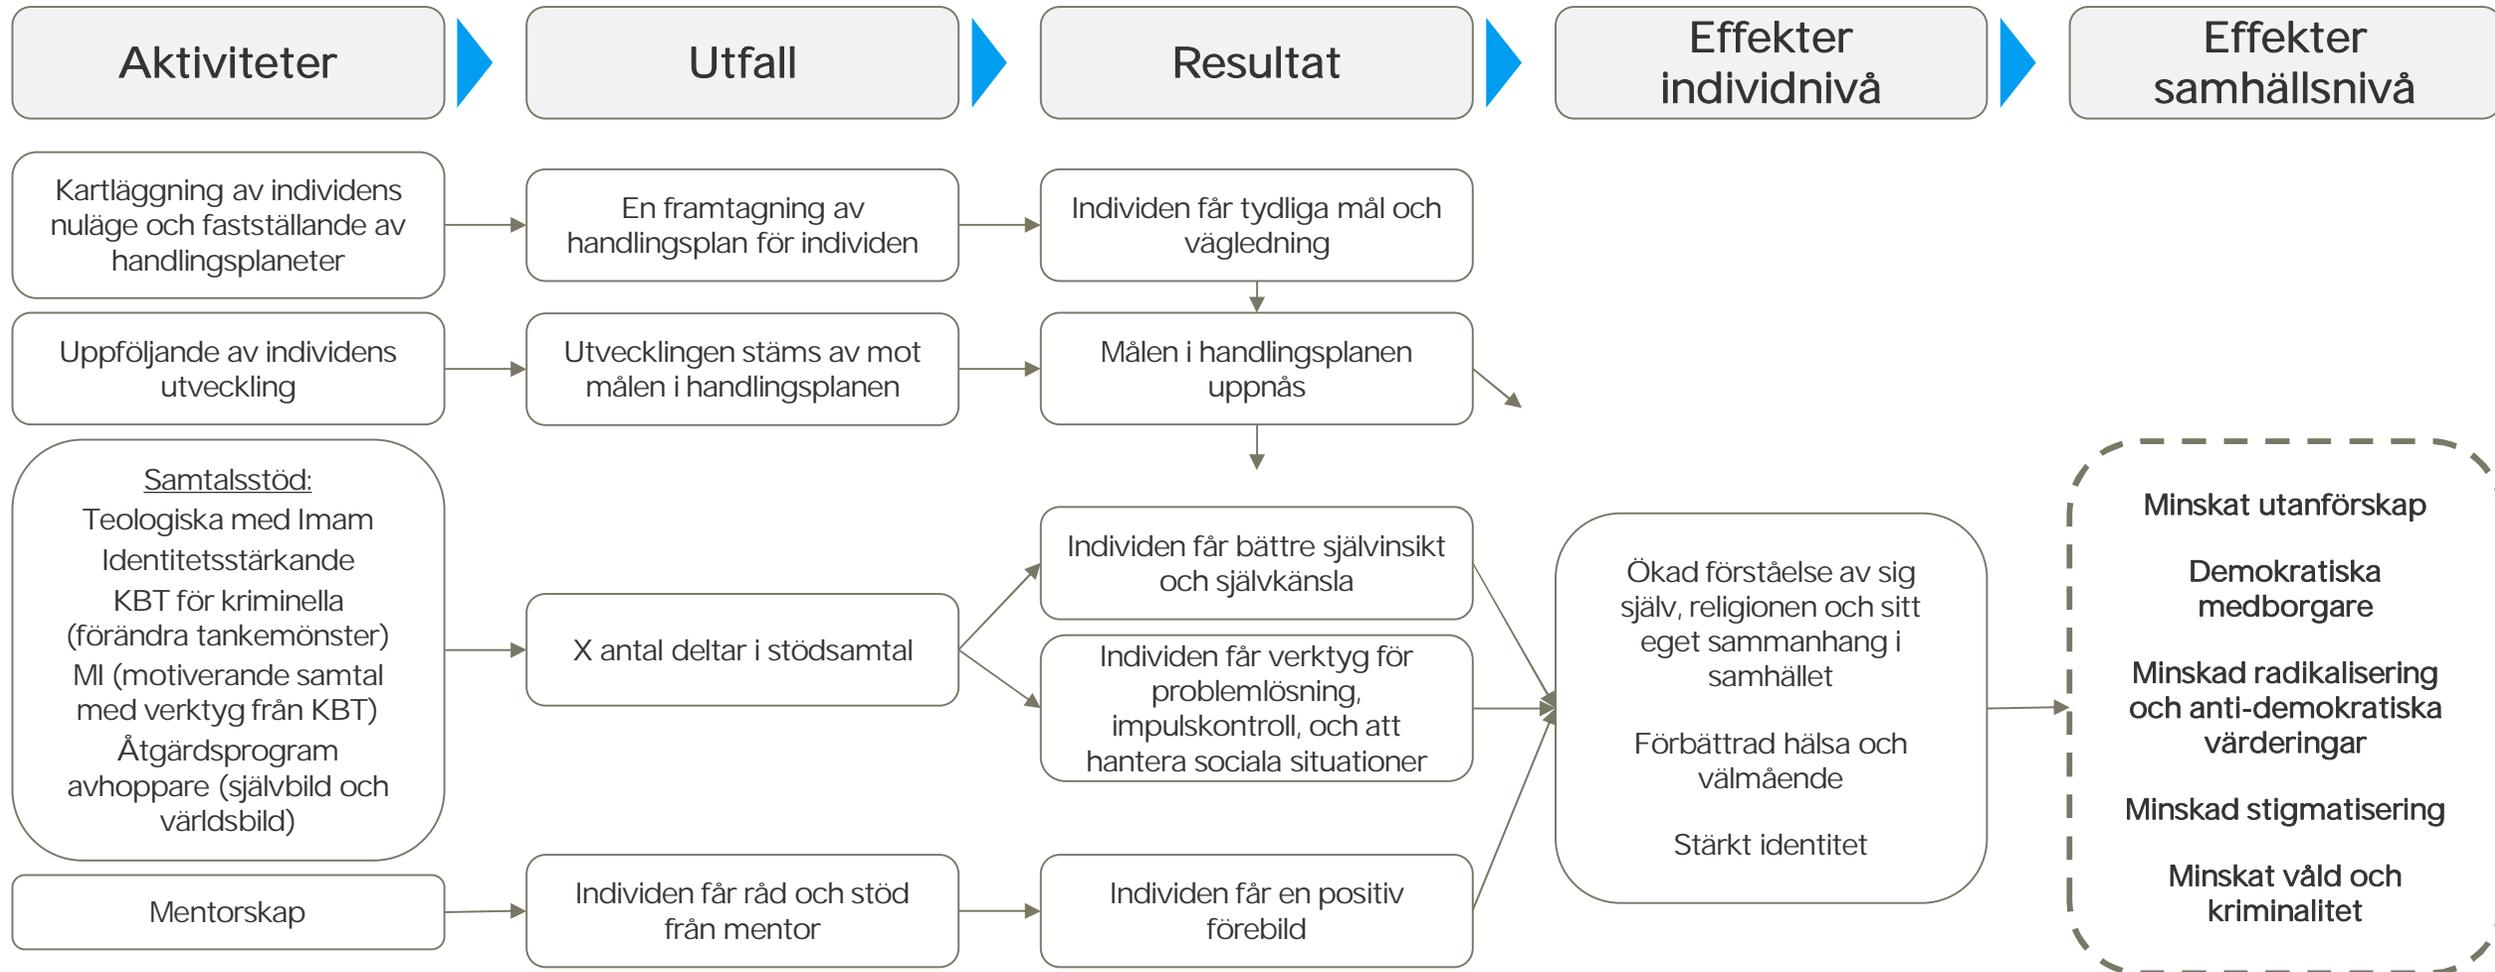 Aktiviteter
Utfall
Resultat
Effekter
individnivå
Effekter
samhällsnivå
Kartläggning av individens
nuläge och fastställande av
handlingsplaneter
En framtagning av
handlingsplan för individen
Individen får tydliga mål och
vägledning
Uppföljande av individens
utveckling
Utvecklingen stäms av mot
målen i handlingsplanen
Målen i handlingsplanen
uppnås
Samtalsstöd:
Teologiska med Imam
Identitetsstärkande
KBT för kriminella
(förändra tankemönster)
MI (motiverande samtal
med verktyg från KBT)
Åtgärdsprogram
avhoppare (självbild och
världsbild)
X antal deltar i stödsamtal
Individen får bättre självinsikt
och självkänsla
Individen får verktyg för
problemlösning,
impulskontroll, och att
hantera sociala situationer
Mentorskap
Individen får råd och stöd
från mentor
Individen får en positiv
förebild
Ökad förståelse av sig
själv, religionen och sitt
eget sammanhang i
samhället
Förbättrad hälsa och
välmående
Stärkt identitet
Minskat utanförskap
Demokratiska
medborgare
Minskad radikalisering
och anti-demokratiska
värderingar
Minskad stigmatisering
Minskat våld och
kriminalitet